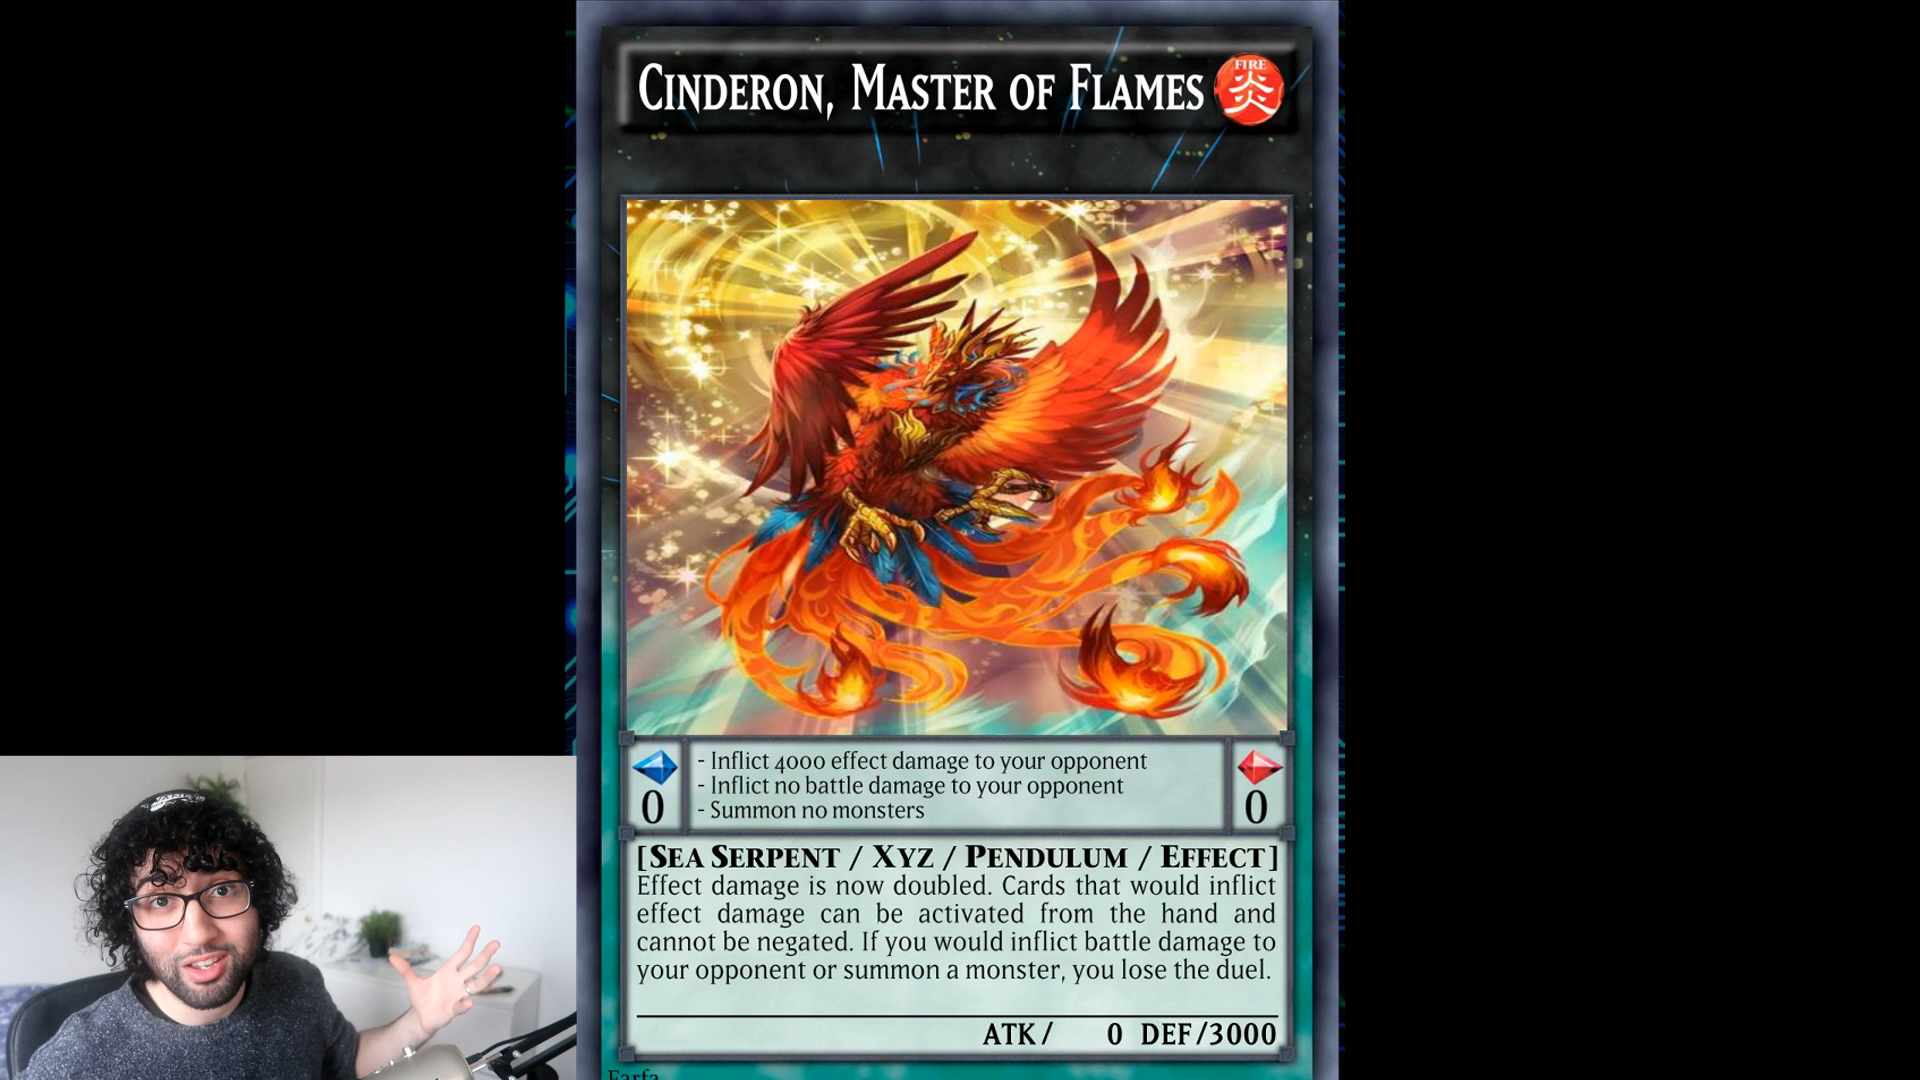 CINDERON, MASTER OF FLAMES
FIRE
炎
- Inflict 4000 effect damage to your opponent
- Inflict no battle damage to your opponent
- Summon no monsters
0
0
[SEA SERPENT / XYZ / PENDULUM / EFFECT]
Effect damage is now doubled. Cards that would inflict
effect damage can be activated from the hand and
cannot be negated. If you would inflict battle damage to
your opponent or summon a monster, you lose the duel.
ATK/ 0 DEF/3000
Farfa